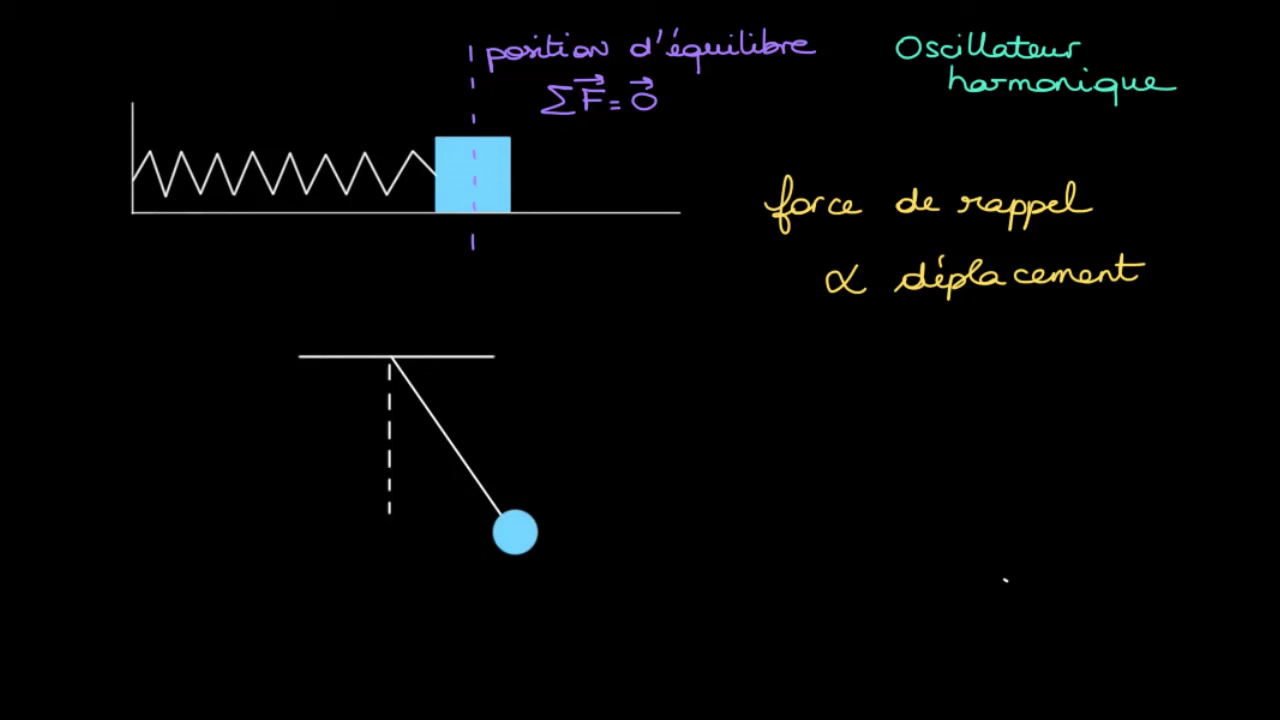 position d'équilibre
ΣF⃗ = 0⃗
Oscillateur
harmonique
force de rappel
∝ déplacement